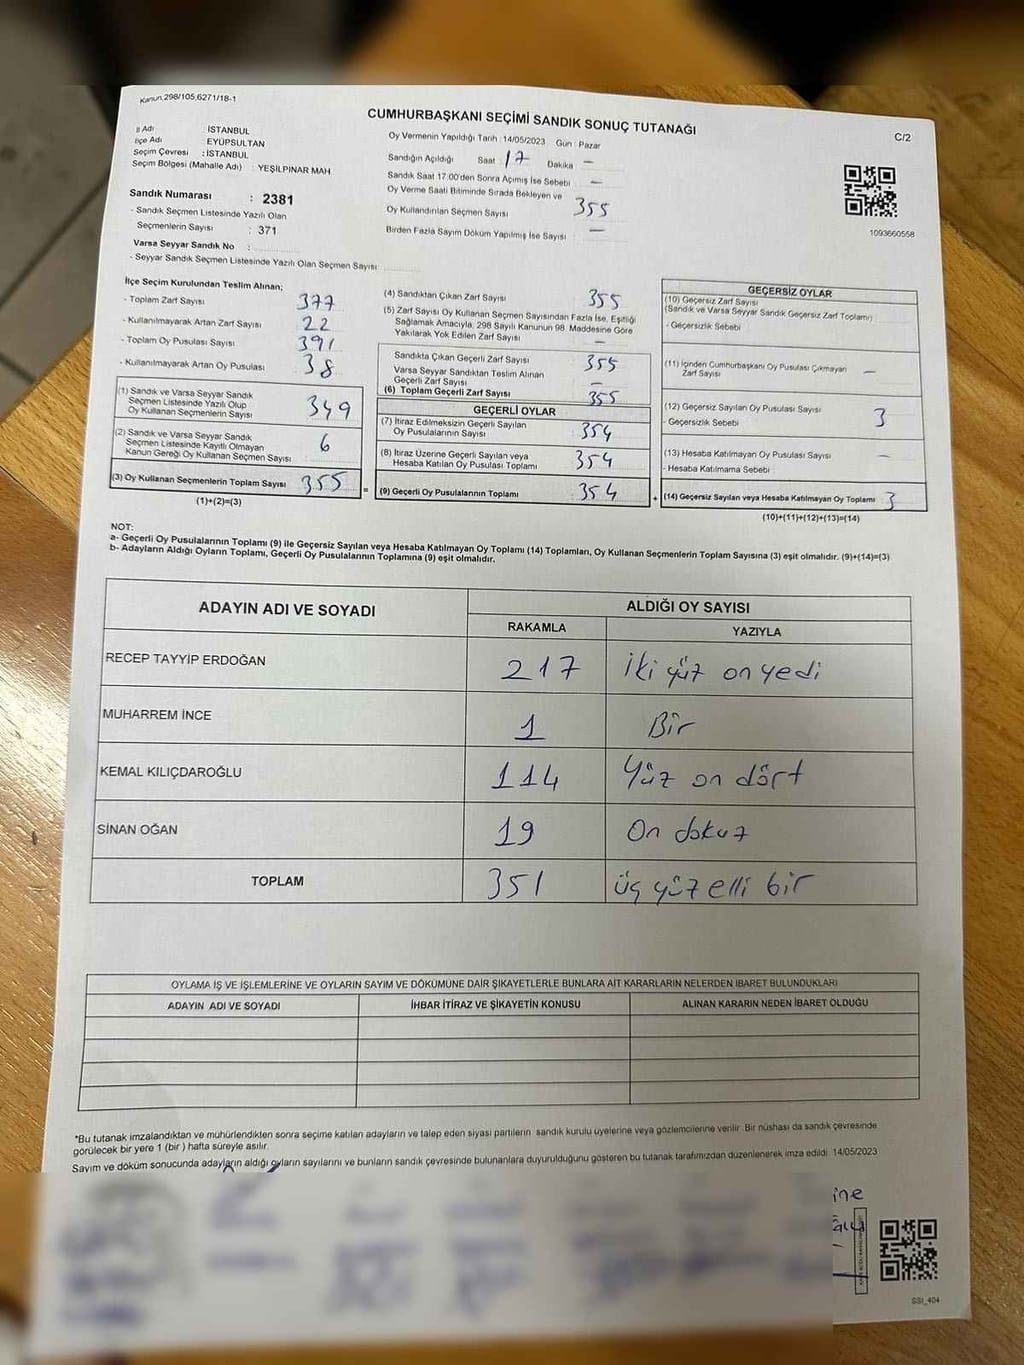 Kanun,298/105,6271/18-1
CUMHURBAŞKANI SEÇİMİ SANDIK SONUÇ TUTANAĞI
C/2
İl Adı : İSTANBUL
İlçe Adı : EYÜPSULTAN
Seçim Çevresi : İSTANBUL
Seçim Bölgesi (Mahalle Adı) : YEŞİLPINAR MAH
Sandık Numarası : 2381
- Sandık Seçmen Listesinde Yazılı Olan
Seçmenlerin Sayısı : 371
Varsa Seyyar Sandık No :
- Seyyar Sandık Seçmen Listesinde Yazılı Olan Seçmen Sayısı:
Oy Vermenin Yapıldığı Tarih : 14/05/2023 Gün : Pazar
Sandığın Açıldığı Saat : 17 Dakika : —
Sandık Saat 17:00'den Sonra Açımış İse Sebebi : —
Oy Verme Saati Bitiminde Sırada Bekleyen ve
Oy Kullandırılan Seçmen Sayısı 355
Birden Fazla Sayım Döküm Yapılmış İse Sayısı : —
1093660558
İlçe Seçim Kurulundan Teslim Alınan;
- Toplam Zarf Sayısı 377
- Kullanılmayarak Artan Zarf Sayısı 22
- Toplam Oy Pusulası Sayısı 391
- Kullanılmayarak Artan Oy Pusulası 38
(1) Sandık ve Varsa Seyyar Sandık
Seçmen Listesinde Yazılı Olup
Oy Kullanan Seçmenlerin Sayısı 349
(2) Sandık ve Varsa Seyyar Sandık
Seçmen Listesinde Kayıtlı Olmayan
Kanun Gereği Oy Kullanan Seçmen Sayısı : 6
(3) Oy Kullanan Seçmenlerin Toplam Sayısı 355
(1)+(2)=(3)
(4) Sandıktan Çıkan Zarf Sayısı 355
(5) Zarf Sayısı Oy Kullanan Seçmen Sayısından Fazla İse, Eşitliği
Sağlamak Amacıyla, 298 Sayılı Kanunun 98. Maddesine Göre
Yakılarak Yok Edilen Zarf Sayısı —
Sandıkta Çıkan Geçerli Zarf Sayısı 355
Varsa Seyyar Sandıktan Teslim Alınan
Geçerli Zarf Sayısı —
(6) Toplam Geçerli Zarf Sayısı 355
GEÇERLİ OYLAR
(7) İtiraz Edilmeksizin Geçerli Sayılan
Oy Pusulalarının Sayısı 354
(8) İtiraz Üzerine Geçerli Sayılan veya
Hesaba Katılan Oy Pusulası Toplamı 354
= (9) Geçerli Oy Pusulalarının Toplamı 354
GEÇERSİZ OYLAR
(10) Geçersiz Zarf Sayısı
(Sandık ve Varsa Seyyar Sandık Geçersiz Zarf Toplamı)
- Geçersizlik Sebebi
(11) İçinden Cumhurbaşkanı Oy Pusulası Çıkmayan
Zarf Sayısı —
(12) Geçersiz Sayılan Oy Pusulası Sayısı 3
- Geçersizlik Sebebi :
(13) Hesaba Katılmayan Oy Pusulası Sayısı —
- Hesaba Katılmama Sebebi :
+ (14) Geçersiz Sayılan veya Hesaba Katılmayan Oy Toplamı 3
(10)+(11)+(12)+(13)=(14)
NOT:
a- Geçerli Oy Pusulalarının Toplamı (9) ile Geçersiz Sayılan veya Hesaba Katılmayan Oy Toplamı (14) Toplamları, Oy Kullanan Seçmenlerin Toplam Sayısına (3) eşit olmalıdır. (9)+(14)=(3)
b- Adayların Aldığı Oyların Toplamı, Geçerli Oy Pusulalarının Toplamına (9) eşit olmalıdır.
ADAYIN ADI VE SOYADI ALDIĞI OY SAYISI
RAKAMLA YAZIYLA
RECEP TAYYİP ERDOĞAN 217 İki yüz on yedi
MUHARREM İNCE 1 Bir
KEMAL KILIÇDAROĞLU 114 Yüz on dört
SİNAN OĞAN 19 On dokuz
TOPLAM 351 üç yüz elli bir
OYLAMA İŞ VE İŞLEMLERİNE VE OYLARIN SAYIM VE DÖKÜMÜNE DAİR ŞİKAYETLERLE BUNLARA AİT KARARLARIN NELERDEN İBARET BULUNDUKLARI
ADAYIN ADI VE SOYADI İHBAR İTİRAZ VE ŞİKAYETİN KONUSU ALINAN KARARIN NEDEN İBARET OLDUĞU
*Bu tutanak imzalandıktan ve mühürlendikten sonra seçime katılan adayların ve talep eden siyasi partilerin sandık kurulu üyelerine veya gözlemcilerine verilir. Bir nüshası da sandık çevresinde
görülecek bir yere 1 (bir) hafta süreyle asılır.
Sayım ve döküm sonucunda adayların aldığı oyların sayılarını ve bunların sandık çevresinde bulunanlara duyurulduğunu gösteren bu tutanak tarafımızdan düzenlenerek imza edildi. 14/05/2023
SSI_404